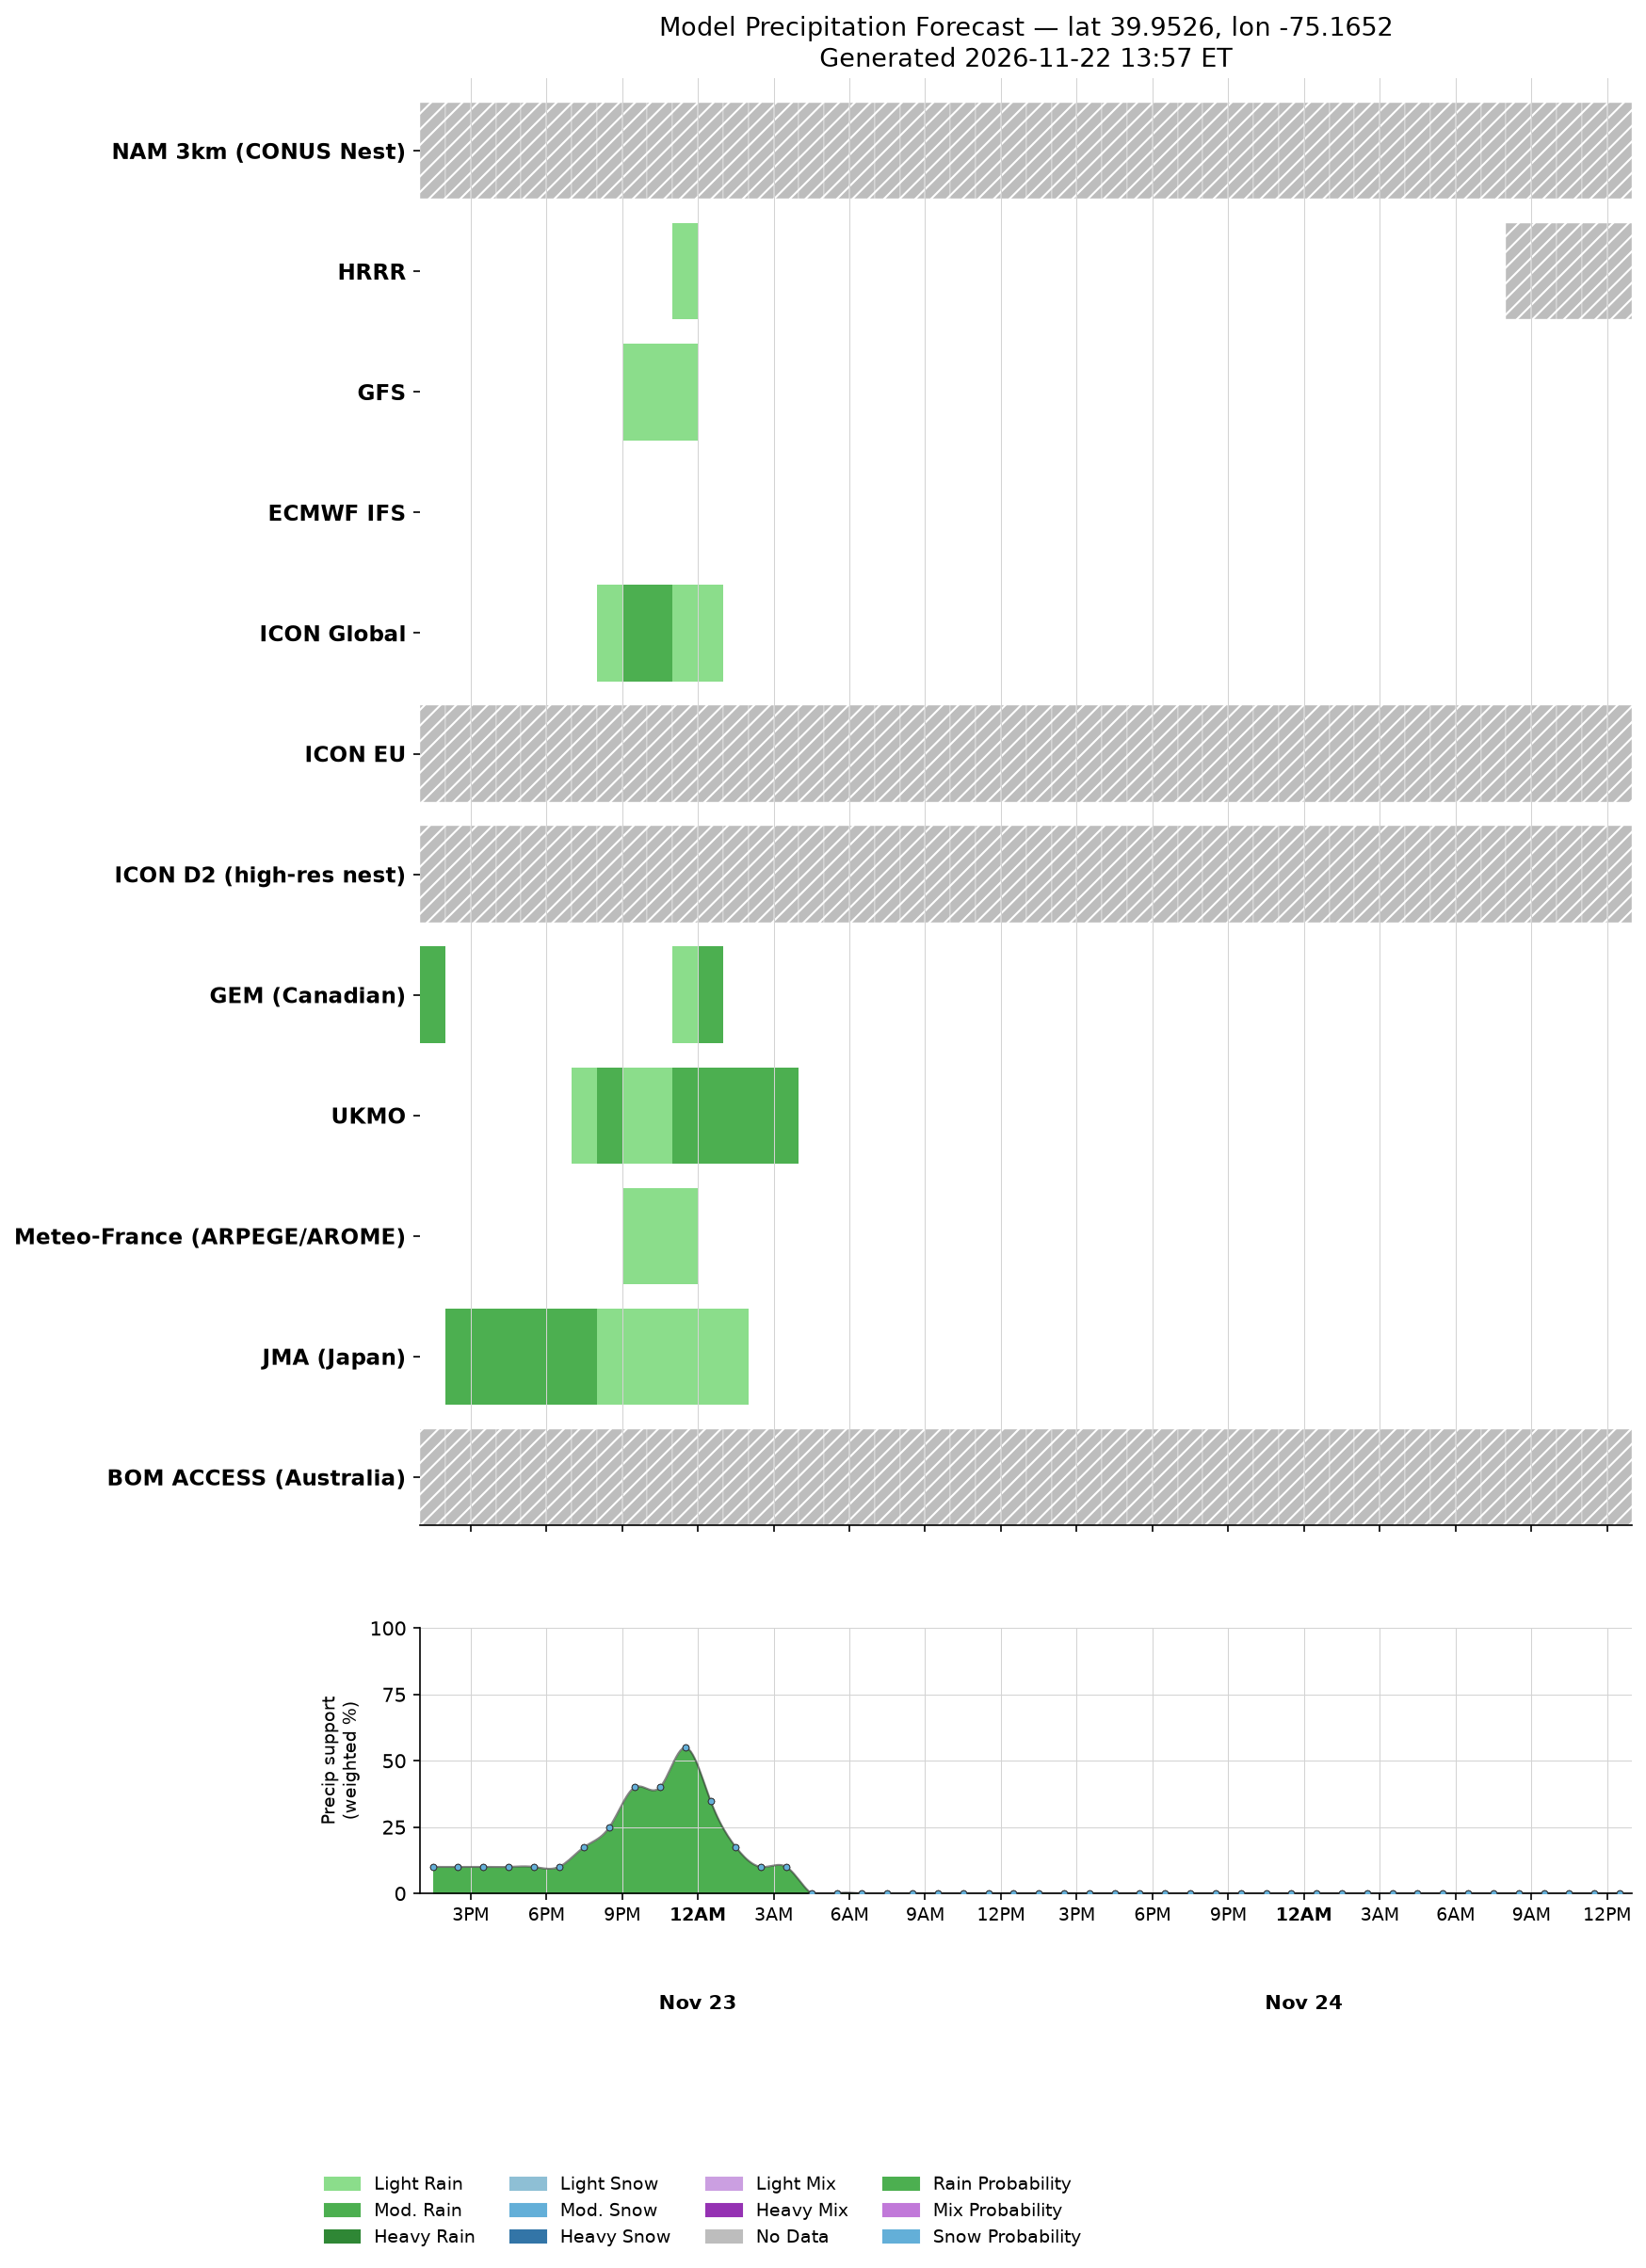 Model Precipitation Forecast — lat 39.9526, lon -75.1652
Generated 2026-11-22 13:57 ET
NAM 3km (CONUS Nest)
HRRR
GFS
ECMWF IFS
ICON Global
ICON EU
ICON D2 (high-res nest)
GEM (Canadian)
UKMO
Meteo-France (ARPEGE/AROME)
JMA (Japan)
BOM ACCESS (Australia)
Precip support
(weighted %)
100
75
50
25
0
3PM 6PM 9PM 12AM 3AM 6AM 9AM 12PM 3PM 6PM 9PM 12AM 3AM 6AM 9AM 12PM
Nov 23 Nov 24
Light Rain Light Snow Light Mix Rain Probability
Mod. Rain Mod. Snow Heavy Mix Mix Probability
Heavy Rain Heavy Snow No Data Snow Probability